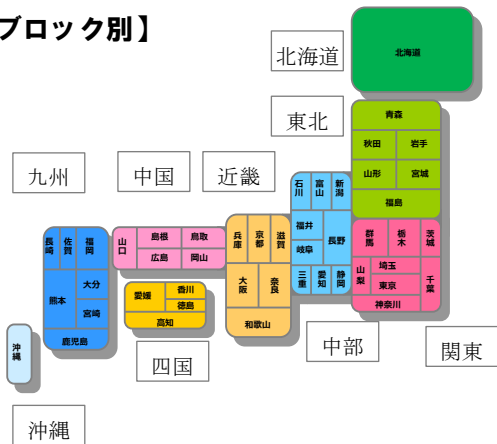 ブロック別】
北海道
北海道
東北
青森
秋田
岩手
山形
宮城
福島
九州
中国
近畿
石川
富山
新潟
福井
長野
岐阜
三重
愛知
静岡
群馬
栃木
茨城
山梨
埼玉
千葉
東京
神奈川
兵庫
京都
滋賀
大阪
奈良
和歌山
山口
島根
鳥取
広島
岡山
長崎
佐賀
福岡
熊本
大分
宮崎
鹿児島
愛媛
香川
徳島
高知
沖縄
四国
中部
関東
沖縄